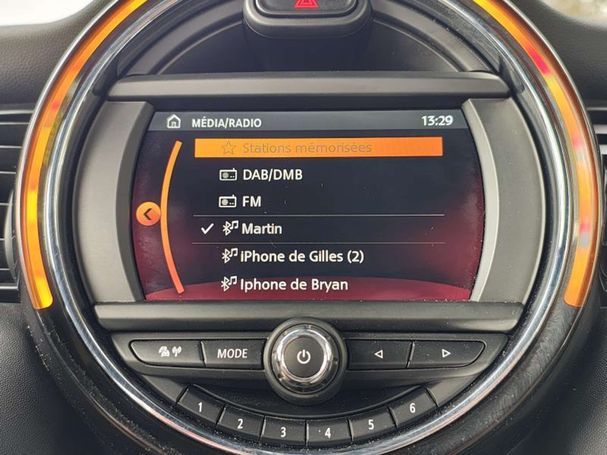 MÉDIA/RADIO 13:29
Stations mémorisées
DAB/DMB
FM
Martin
iPhone de Gilles (2)
Iphone de Bryan
MODE
1 2 3 4 5 6